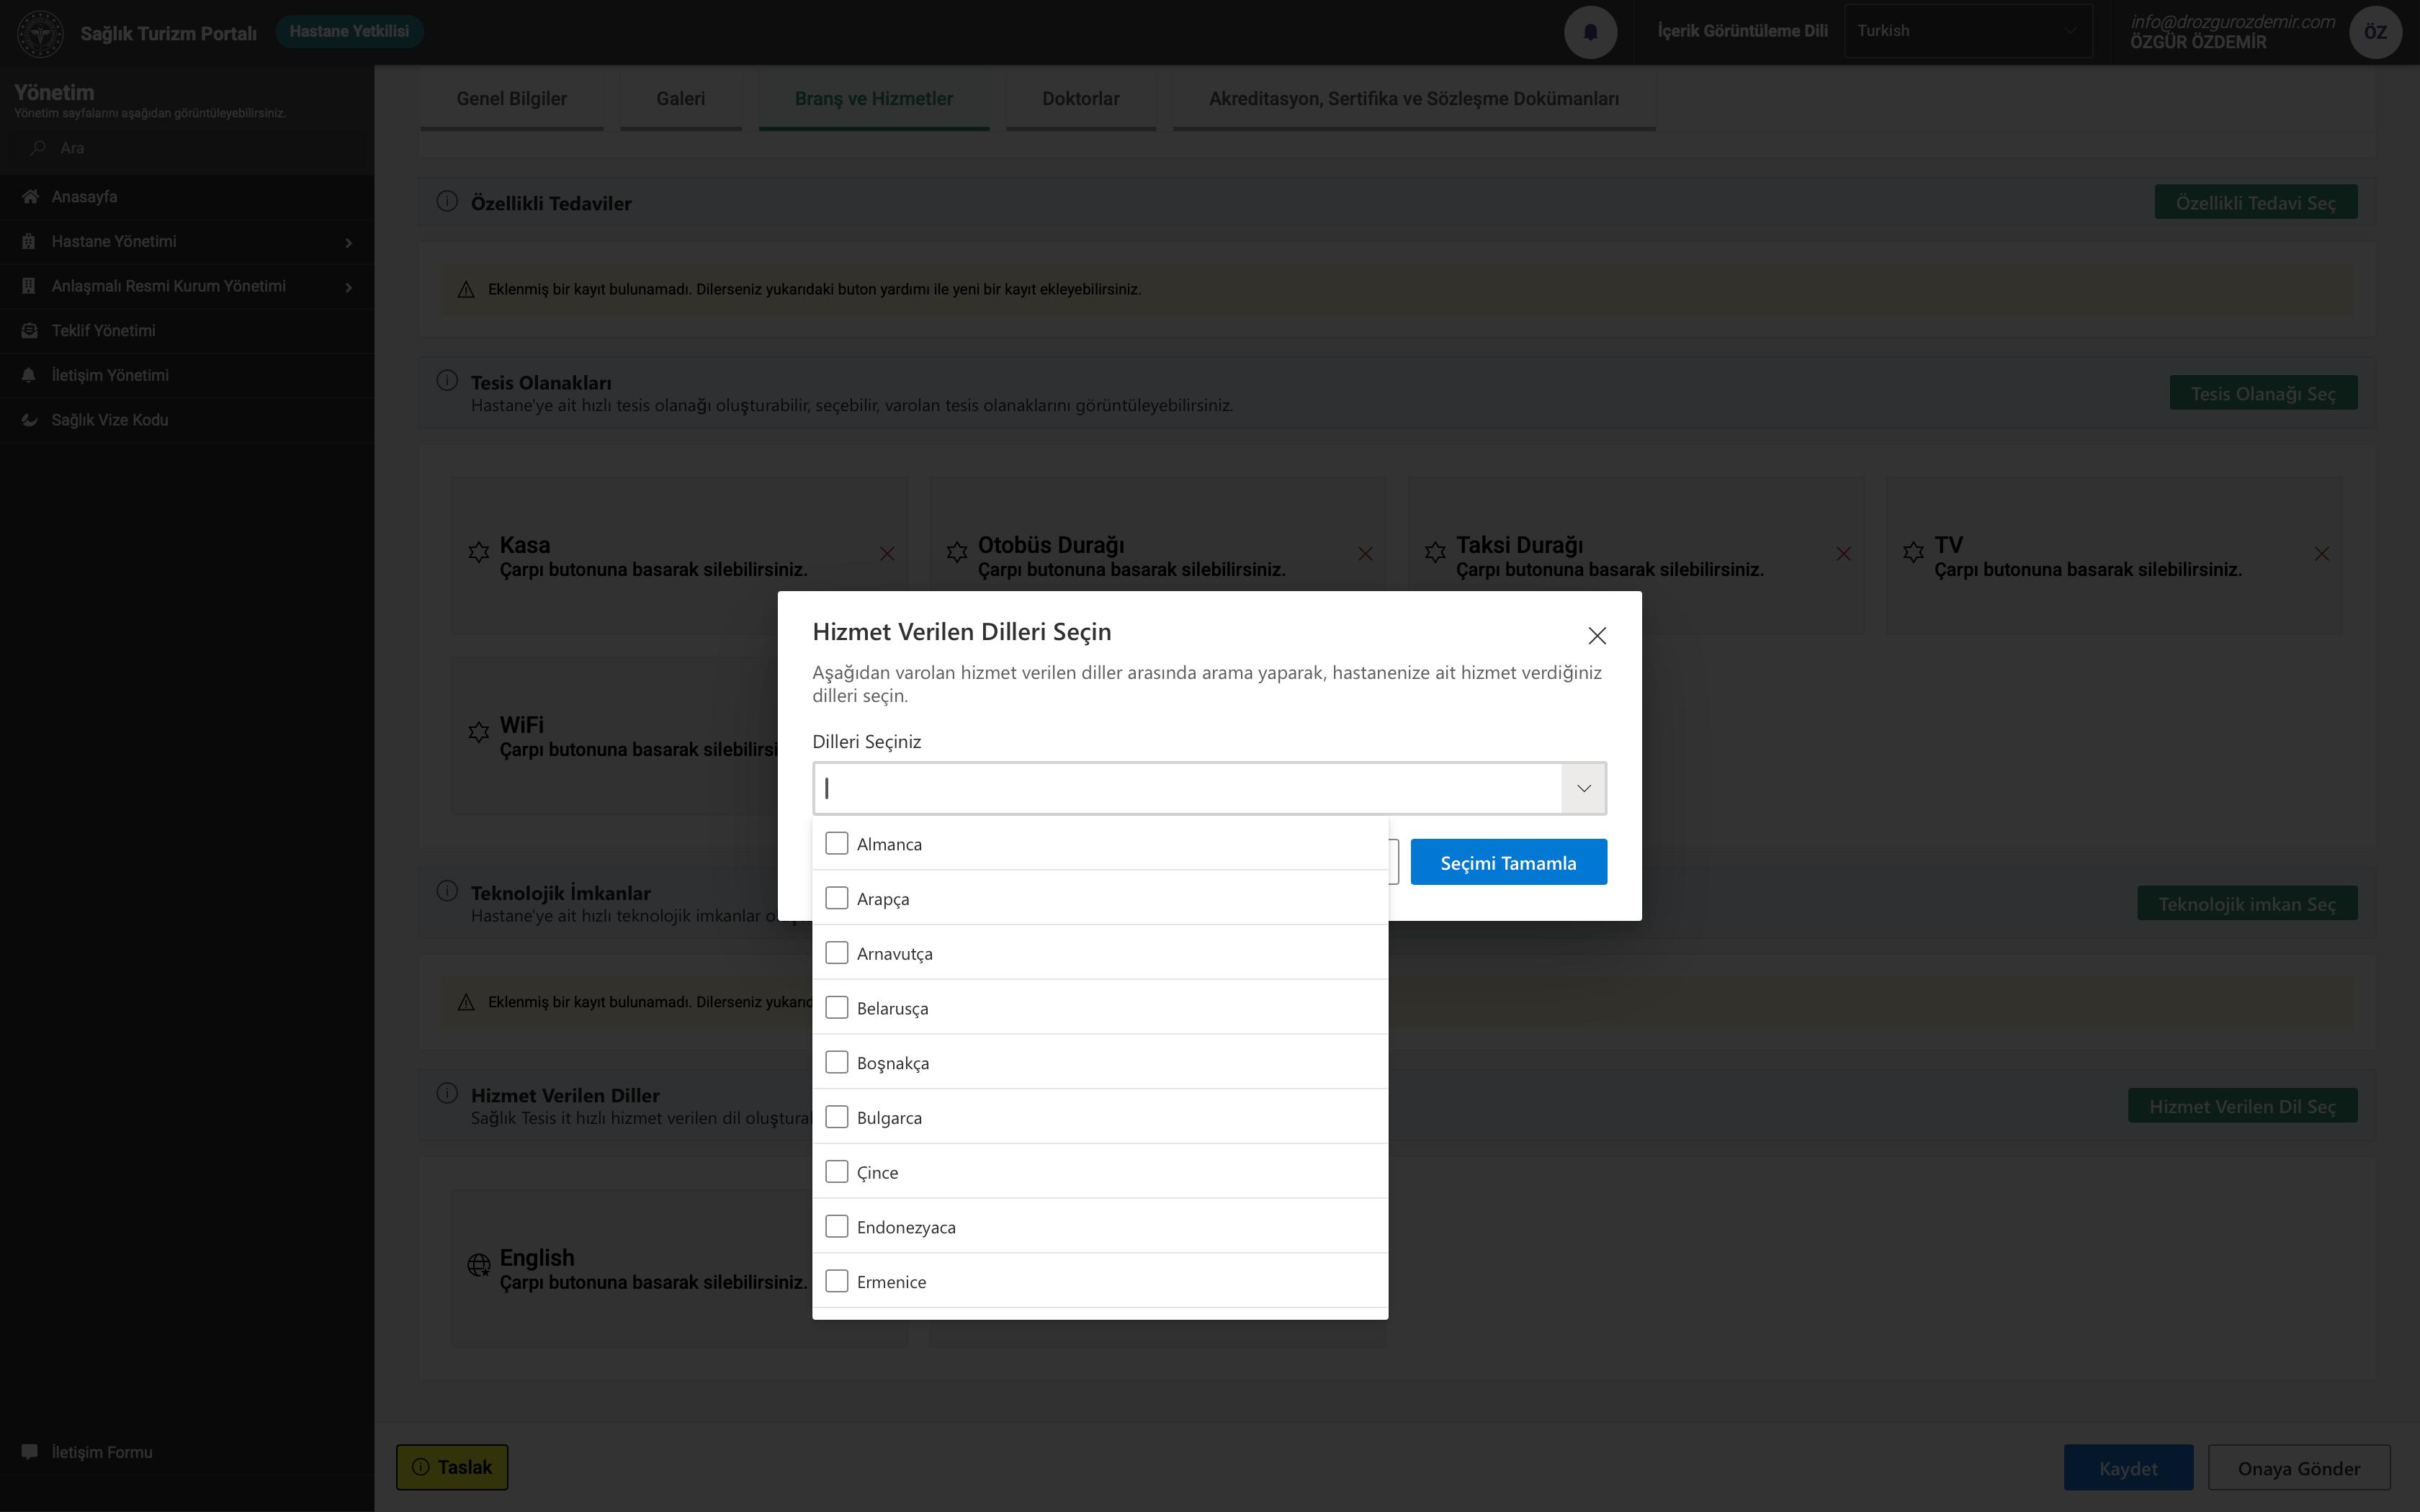 Sağlık Turizm Portalı
Hastane Yetkilisi
İçerik Görüntüleme Dili
Turkish
info@drozgurozdemir.com
ÖZGÜR ÖZDEMİR
ÖZ
Yönetim
Yönetim sayfalarını aşağıdan görüntüleyebilirsiniz.
Ara
Anasayfa
Hastane Yönetimi
Anlaşmalı Resmi Kurum Yönetimi
Teklif Yönetimi
İletişim Yönetimi
Sağlık Vize Kodu
İletişim Formu
Genel Bilgiler
Galeri
Branş ve Hizmetler
Doktorlar
Akreditasyon, Sertifika ve Sözleşme Dokümanları
Özellikli Tedaviler
Özellikli Tedavi Seç
Eklenmiş bir kayıt bulunamadı. Dilerseniz yukarıdaki buton yardımı ile yeni bir kayıt ekleyebilirsiniz.
Tesis Olanakları
Hastane'ye ait hızlı tesis olanağı oluşturabilir, seçebilir, varolan tesis olanaklarını görüntüleyebilirsiniz.
Tesis Olanağı Seç
Kasa
Çarpı butonuna basarak silebilirsiniz.
Otobüs Durağı
Çarpı butonuna basarak silebilirsiniz.
Taksi Durağı
Çarpı butonuna basarak silebilirsiniz.
TV
Çarpı butonuna basarak silebilirsiniz.
WiFi
Çarpı butonuna basarak silebilirsi
Hizmet Verilen Dilleri Seçin
Aşağıdan varolan hizmet verilen diller arasında arama yaparak, hastanenize ait hizmet verdiğiniz
dilleri seçin.
Dilleri Seçiniz
Almanca
Arapça
Arnavutça
Belarusça
Boşnakça
Bulgarca
Çince
Endonezyaca
Ermenice
Seçimi Tamamla
Teknolojik İmkanlar
Hastane'ye ait hızlı teknolojik imkanlar
Teknolojik imkan Seç
Eklenmiş bir kayıt bulunamadı. Dilerseniz yukarıd
Hizmet Verilen Diller
Sağlık Tesis it hızlı hizmet verilen dil oluştural
Hizmet Verilen Dil Seç
English
Çarpı butonuna basarak silebilirsiniz.
Taslak
Kaydet
Onaya Gönder